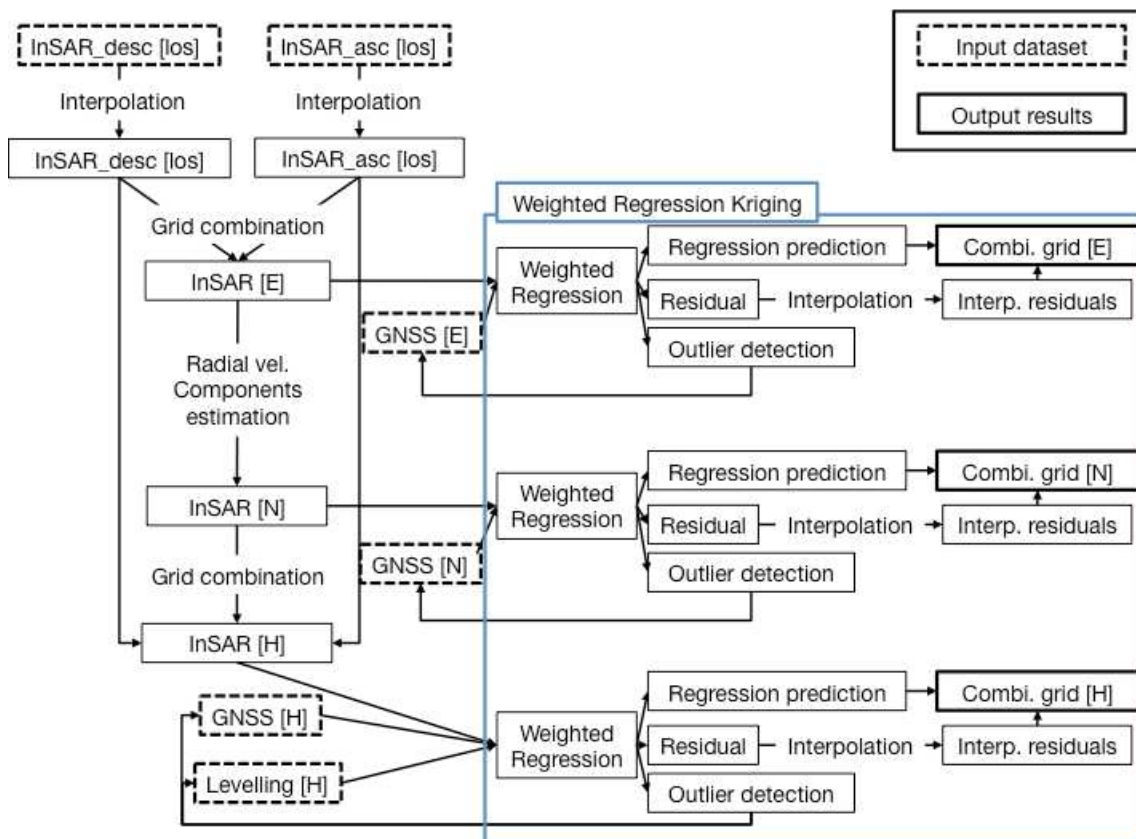 InSAR_desc [los]
InSAR_asc [los]
Input dataset
Output results
Interpolation
Interpolation
InSAR_desc [los]
InSAR_asc [los]
Grid combination
Weighted Regression Kriging
InSAR [E]
GNSS [E]
Weighted
Regression
Regression prediction
Combi. grid [E]
Residual
Interpolation
Interp. residuals
Outlier detection
Radial vel.
Components
estimation
InSAR [N]
GNSS [N]
Weighted
Regression
Regression prediction
Combi. grid [N]
Residual
Interpolation
Interp. residuals
Outlier detection
Grid combination
InSAR [H]
GNSS [H]
Levelling [H]
Weighted
Regression
Regression prediction
Combi. grid [H]
Residual
Interpolation
Interp. residuals
Outlier detection